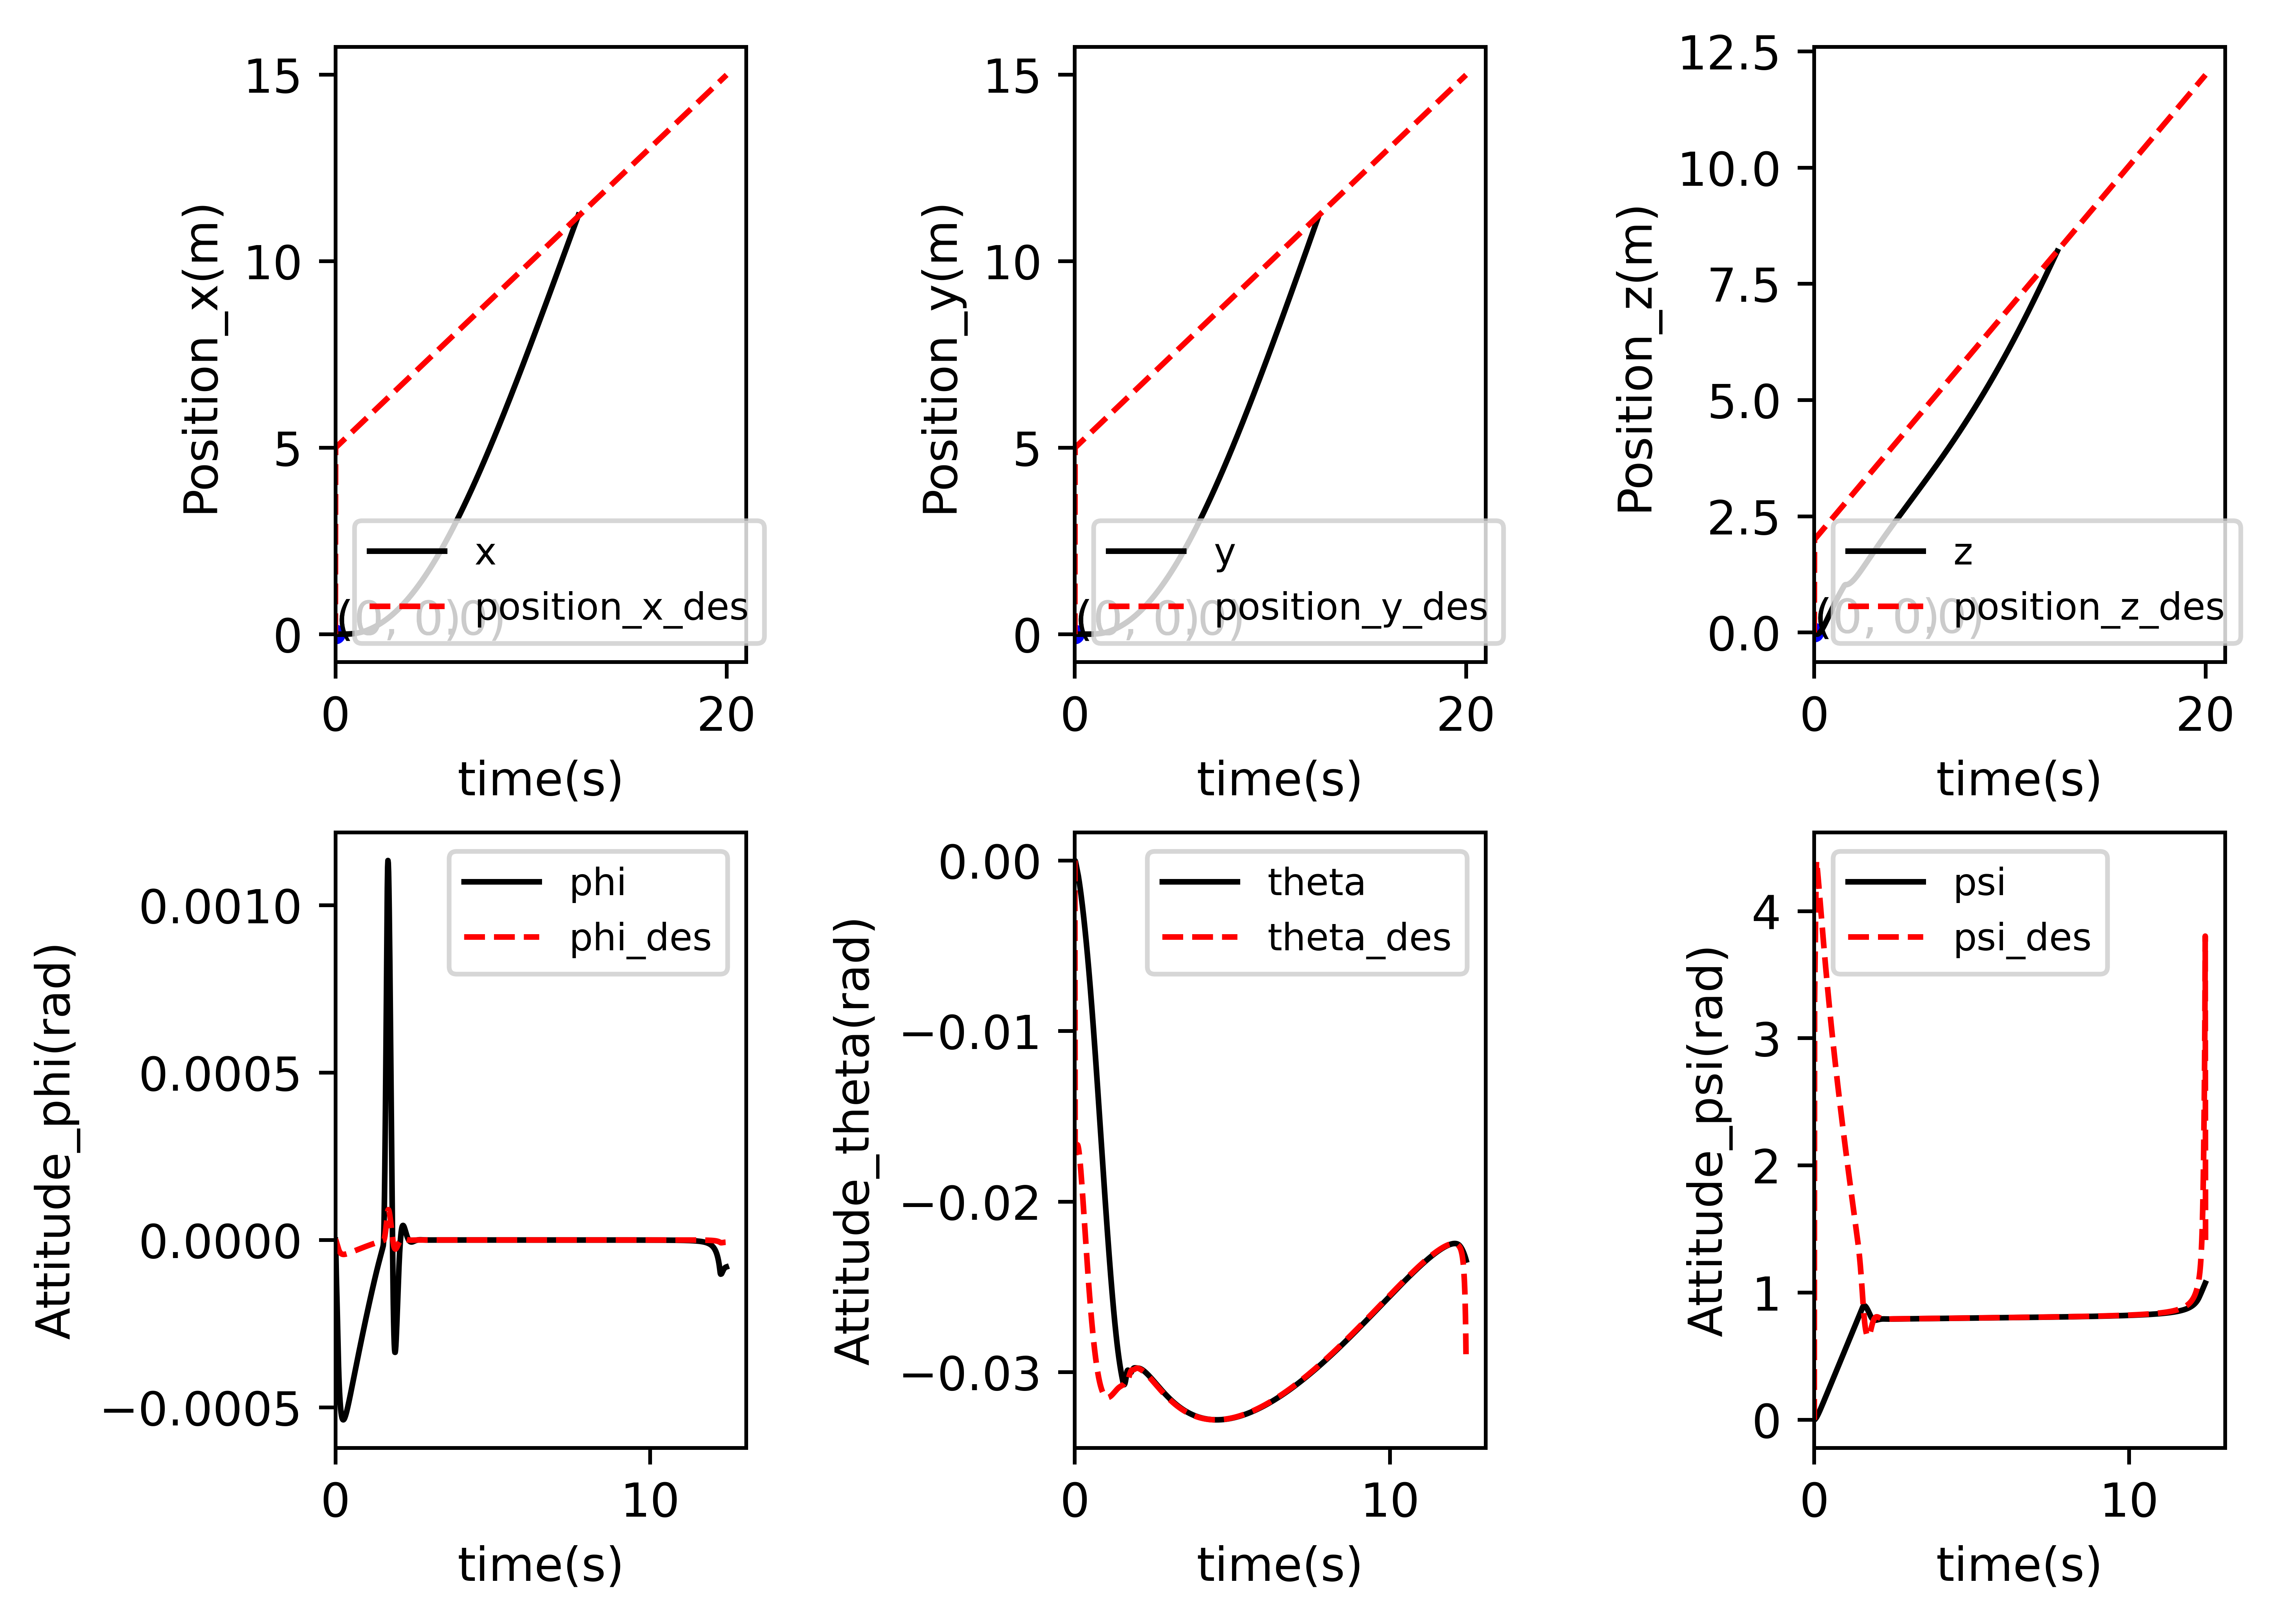 Position_x(m)
15
10
5
0
(0, 0,0)
x
position_x_des
0
20
time(s)
Position_y(m)
15
10
5
0
(0, 0,0)
y
position_y_des
0
20
time(s)
Position_z(m)
12.5
10.0
7.5
5.0
2.5
0.0
(0, 0,0)
z
position_z_des
0
20
time(s)
Attitude_phi(rad)
0.0010
0.0005
0.0000
−0.0005
phi
phi_des
0
10
time(s)
Attitude_theta(rad)
0.00
−0.01
−0.02
−0.03
theta
theta_des
0
10
time(s)
Attitude_psi(rad)
4
3
2
1
0
psi
psi_des
0
10
time(s)